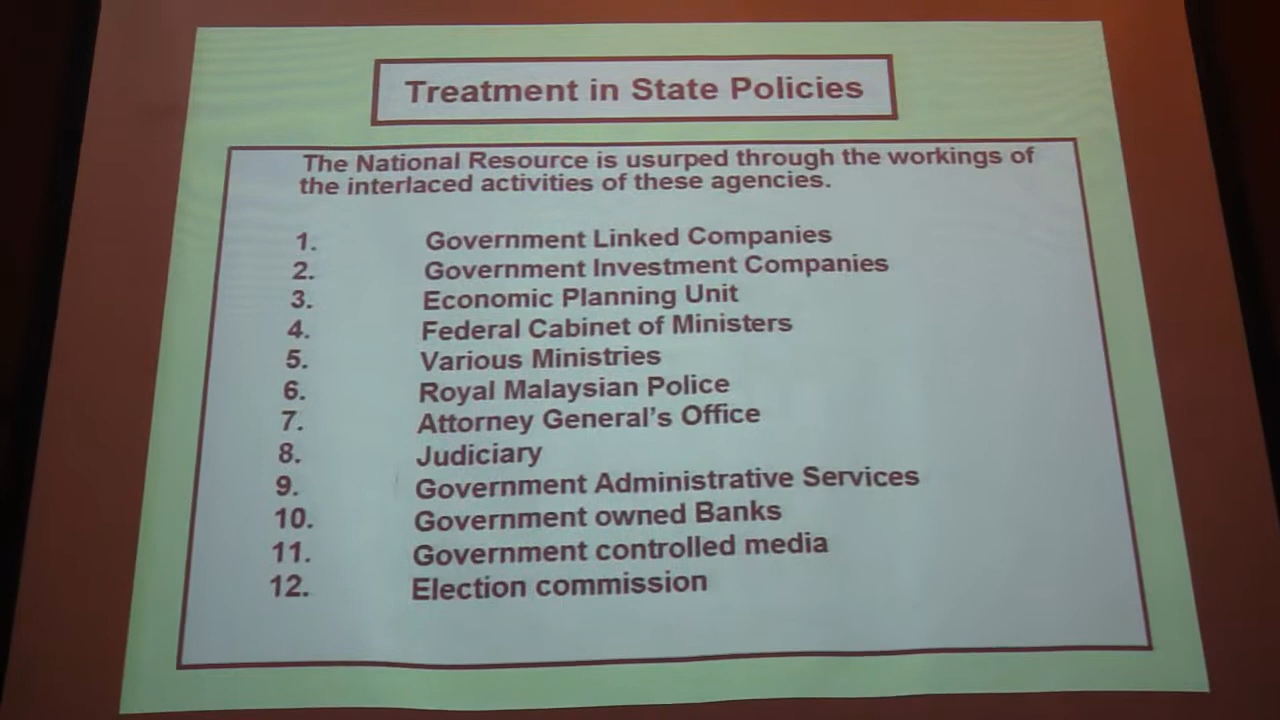 Treatment in State Policies
The National Resource is usurped through the workings of
the interlaced activities of these agencies.
1. Government Linked Companies
2. Government Investment Companies
3. Economic Planning Unit
4. Federal Cabinet of Ministers
5. Various Ministries
6. Royal Malaysian Police
7. Attorney General's Office
8. Judiciary
9. Government Administrative Services
10. Government owned Banks
11. Government controlled media
12. Election commission